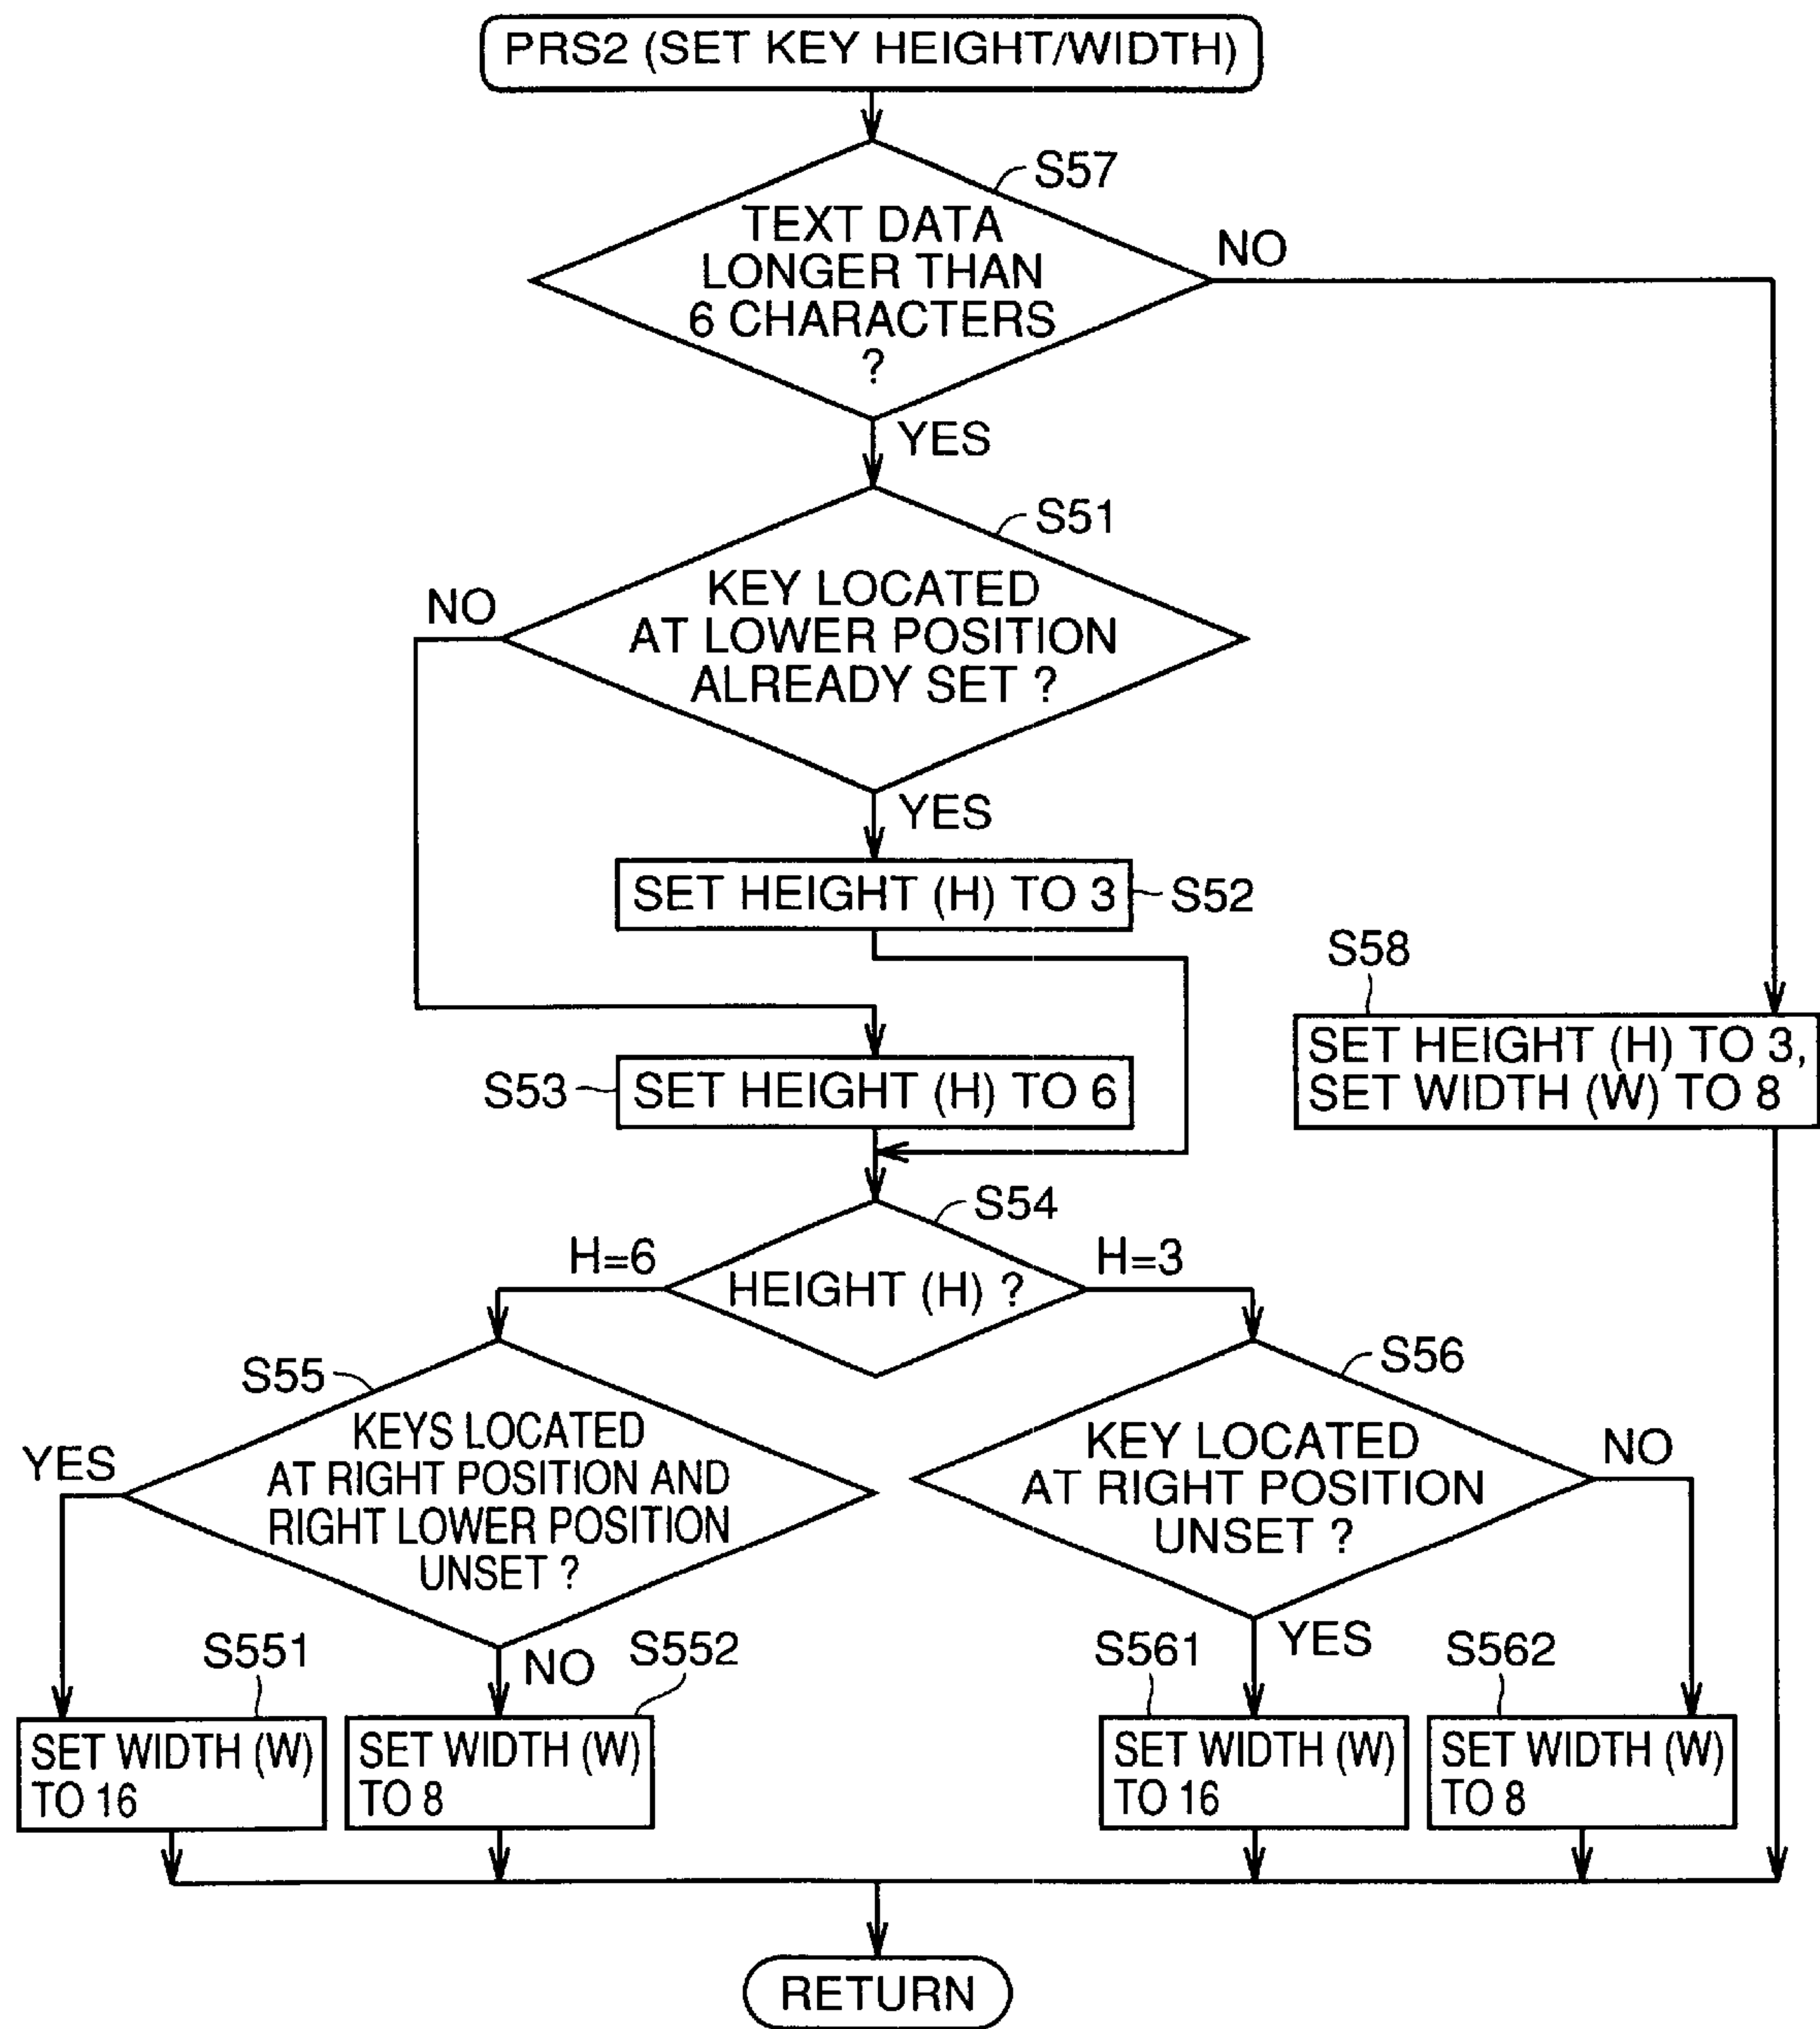 PRS2 (SET KEY HEIGHT/WIDTH)
S57
TEXT DATA
LONGER THAN
6 CHARACTERS
?
NO
YES
S51
KEY LOCATED
AT LOWER POSITION
ALREADY SET ?
NO
YES
SET HEIGHT (H) TO 3
S52
S58
SET HEIGHT (H) TO 3,
SET WIDTH (W) TO 8
S53
SET HEIGHT (H) TO 6
S54
H=6
HEIGHT (H) ?
H=3
S55
KEYS LOCATED
AT RIGHT POSITION AND
RIGHT LOWER POSITION
UNSET ?
YES
NO
S56
KEY LOCATED
AT RIGHT POSITION
UNSET ?
NO
YES
S551
SET WIDTH (W)
TO 16
S552
SET WIDTH (W)
TO 8
S561
SET WIDTH (W)
TO 16
S562
SET WIDTH (W)
TO 8
RETURN